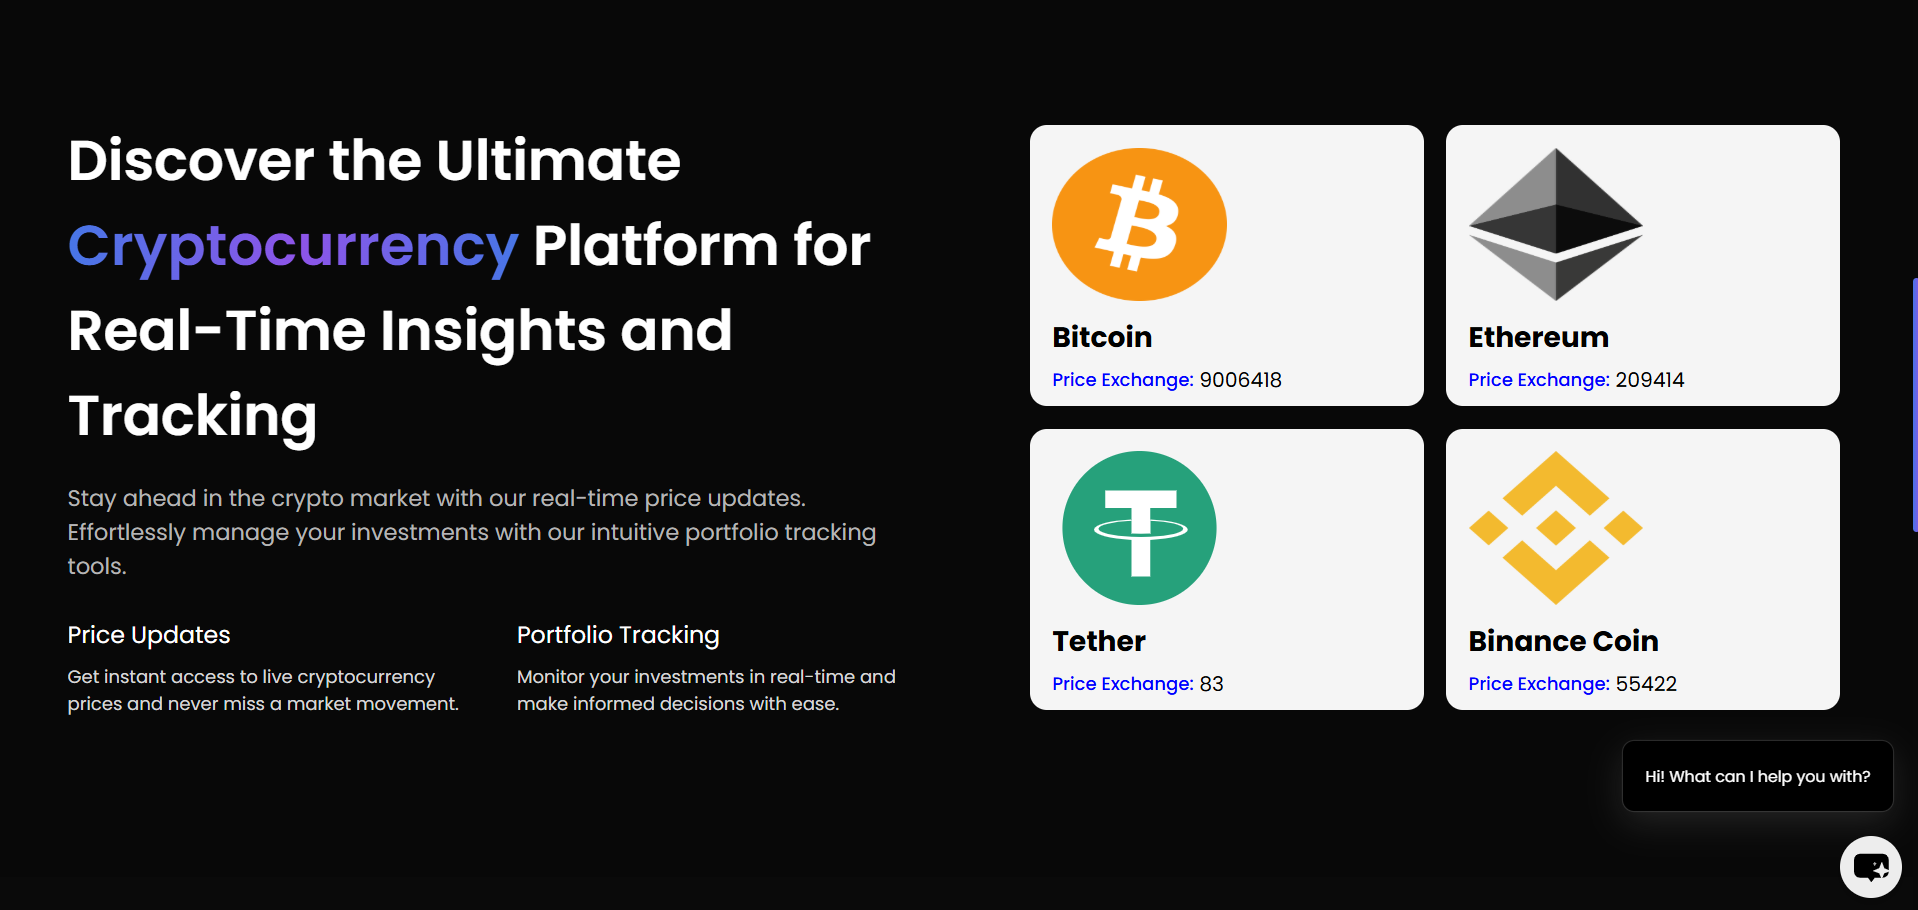 Discover the Ultimate
Cryptocurrency Platform for
Real-Time Insights and
Tracking
Stay ahead in the crypto market with our real-time price updates.
Effortlessly manage your investments with our intuitive portfolio tracking
tools.
Price Updates
Get instant access to live cryptocurrency
prices and never miss a market movement.
Portfolio Tracking
Monitor your investments in real-time and
make informed decisions with ease.
Bitcoin
Price Exchange: 9006418
Ethereum
Price Exchange: 209414
Tether
Price Exchange: 83
Binance Coin
Price Exchange: 55422
Hi! What can I help you with?